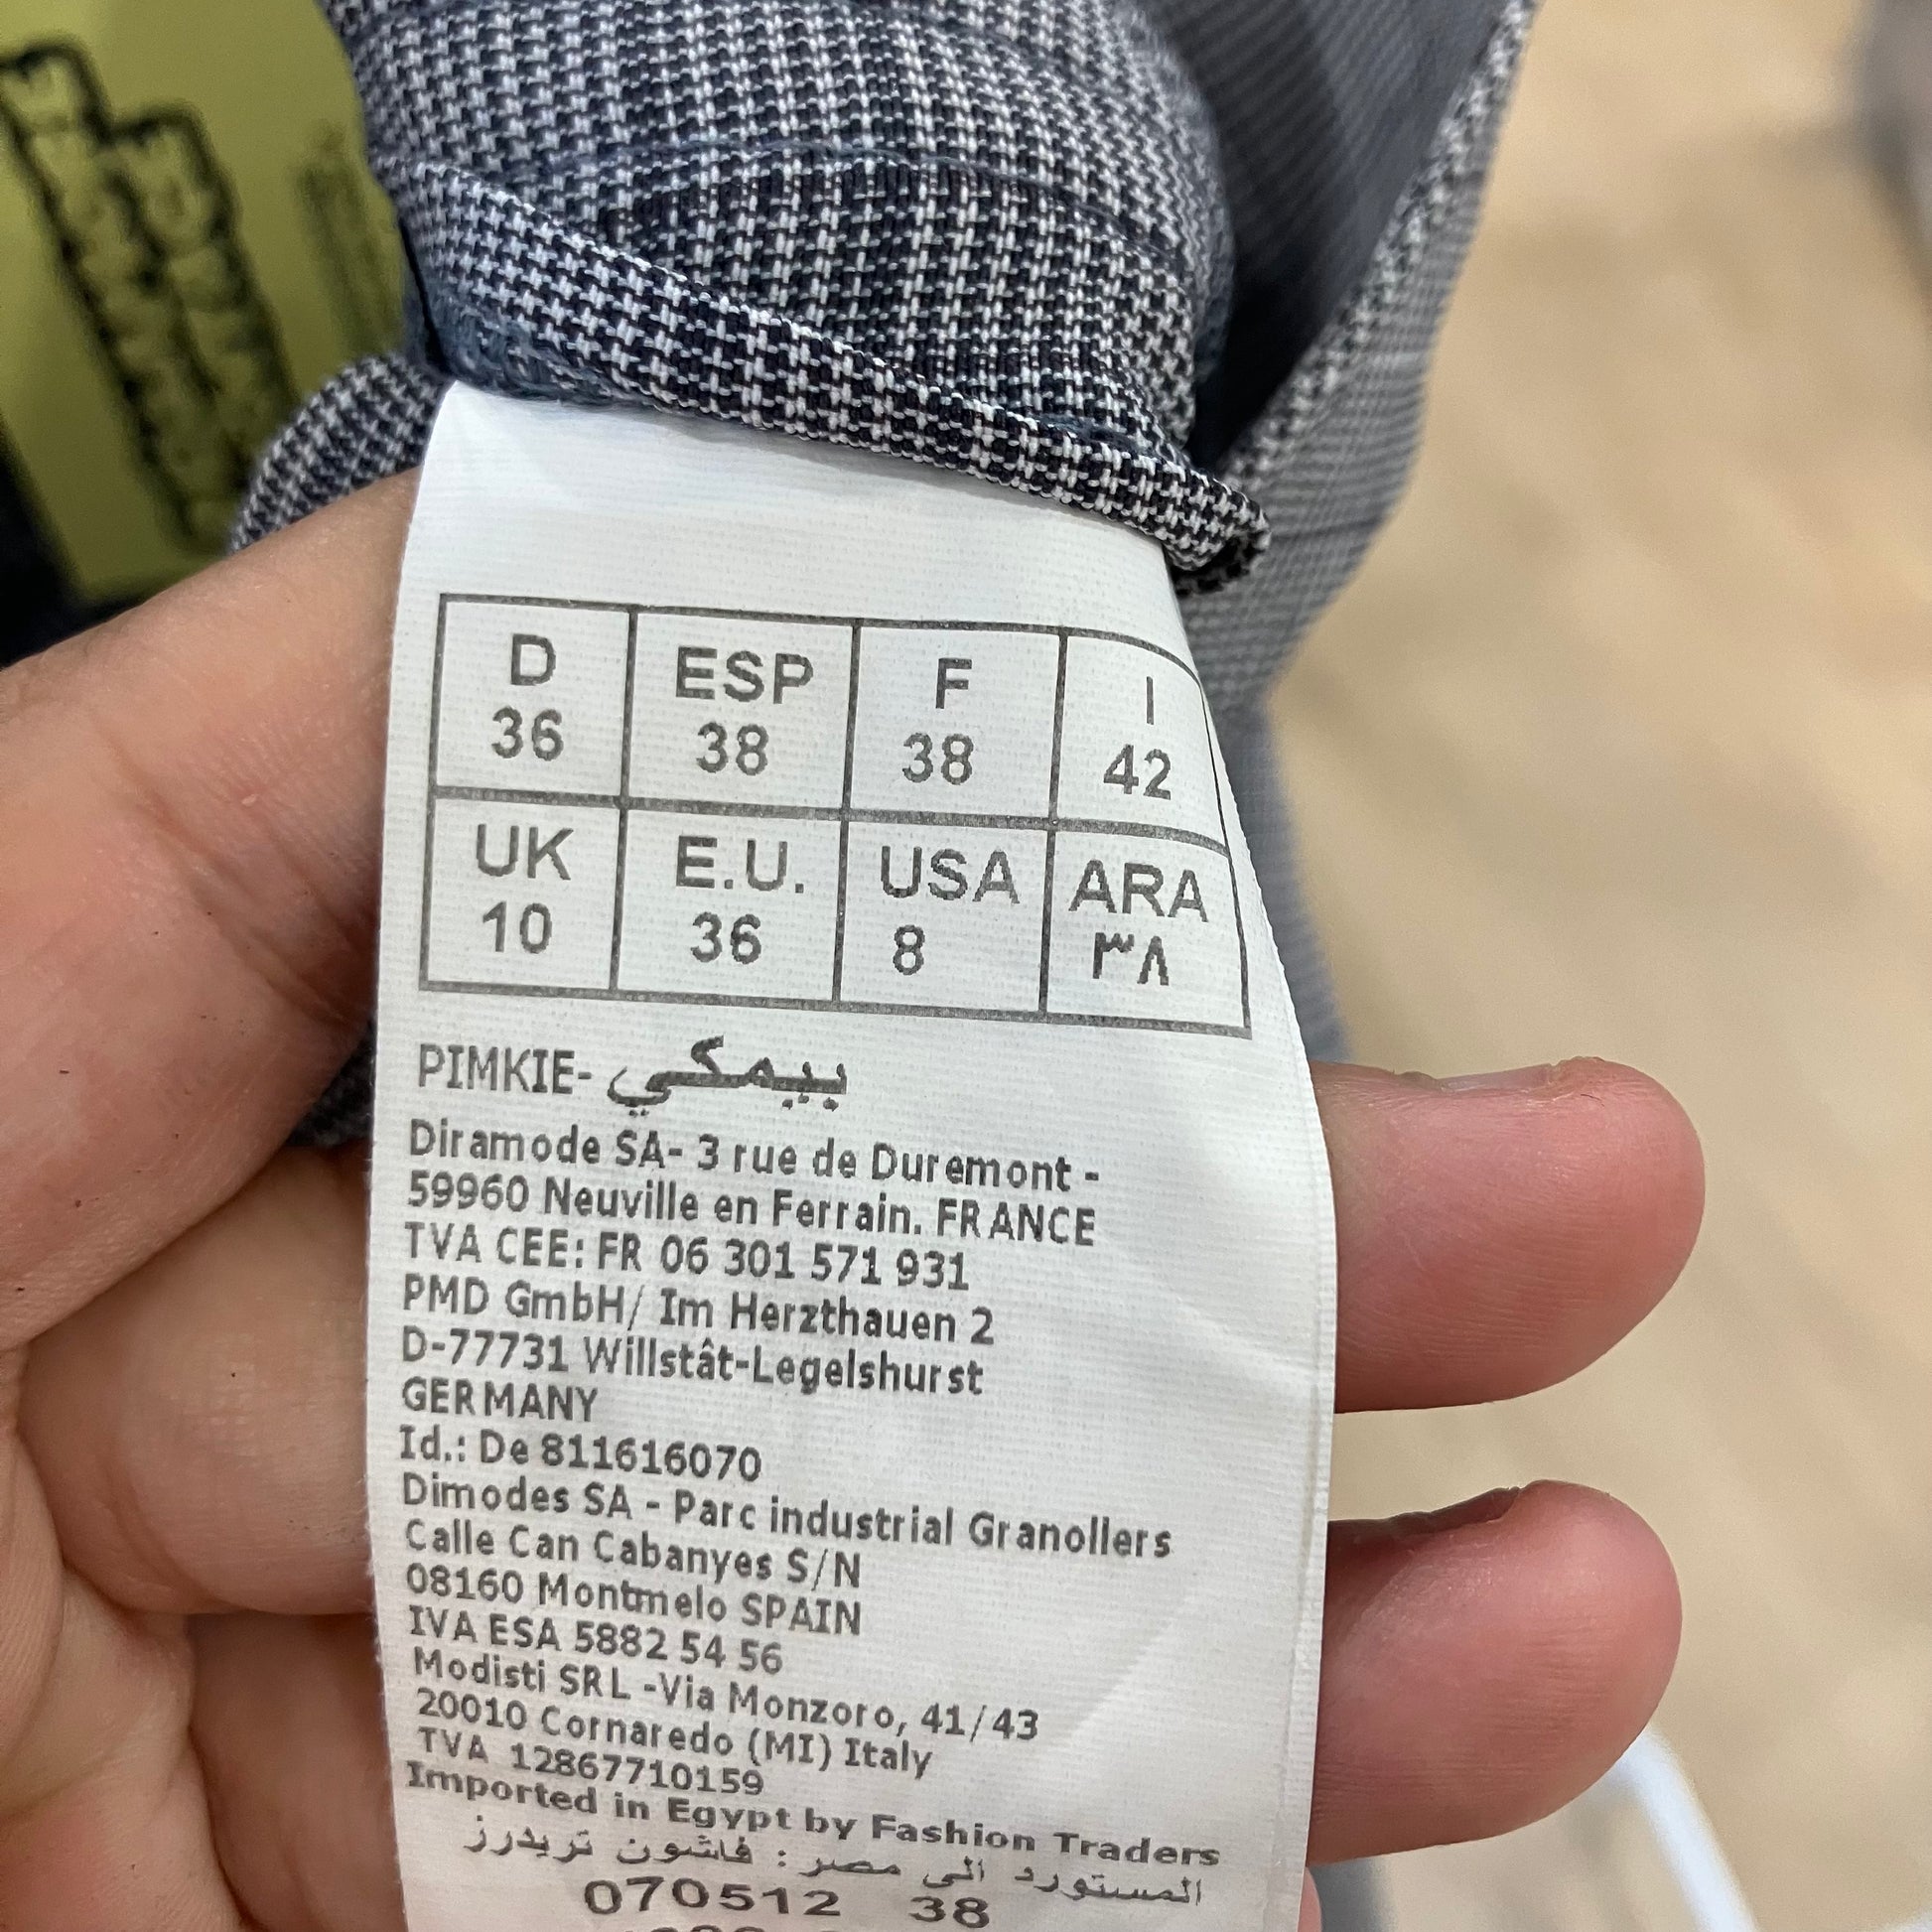 D ESP F I
36 38 38 42
UK E.U. USA ARA
10 36 8 ٣٨
PIMKIE- بيمكي
Diramode SA- 3 rue de Duremont -
59960 Neuville en Ferrain. FRANCE
TVA CEE: FR 06 301 571 931
PMD GmbH/ Im Herzthauen 2
D-77731 Willstât-Legelshurst
GERMANY
Id.: De 811616070
Dimodes SA - Parc industrial Granollers
Calle Can Cabanyes S/N
08160 Montmelo SPAIN
IVA ESA 5882 54 56
Modisti SRL -Via Monzoro, 41/43
20010 Cornaredo (MI) Italy
TVA 12867710159
Imported in Egypt by Fashion Traders
المستورد الى مصر : فاشون تريدرز
070512 38